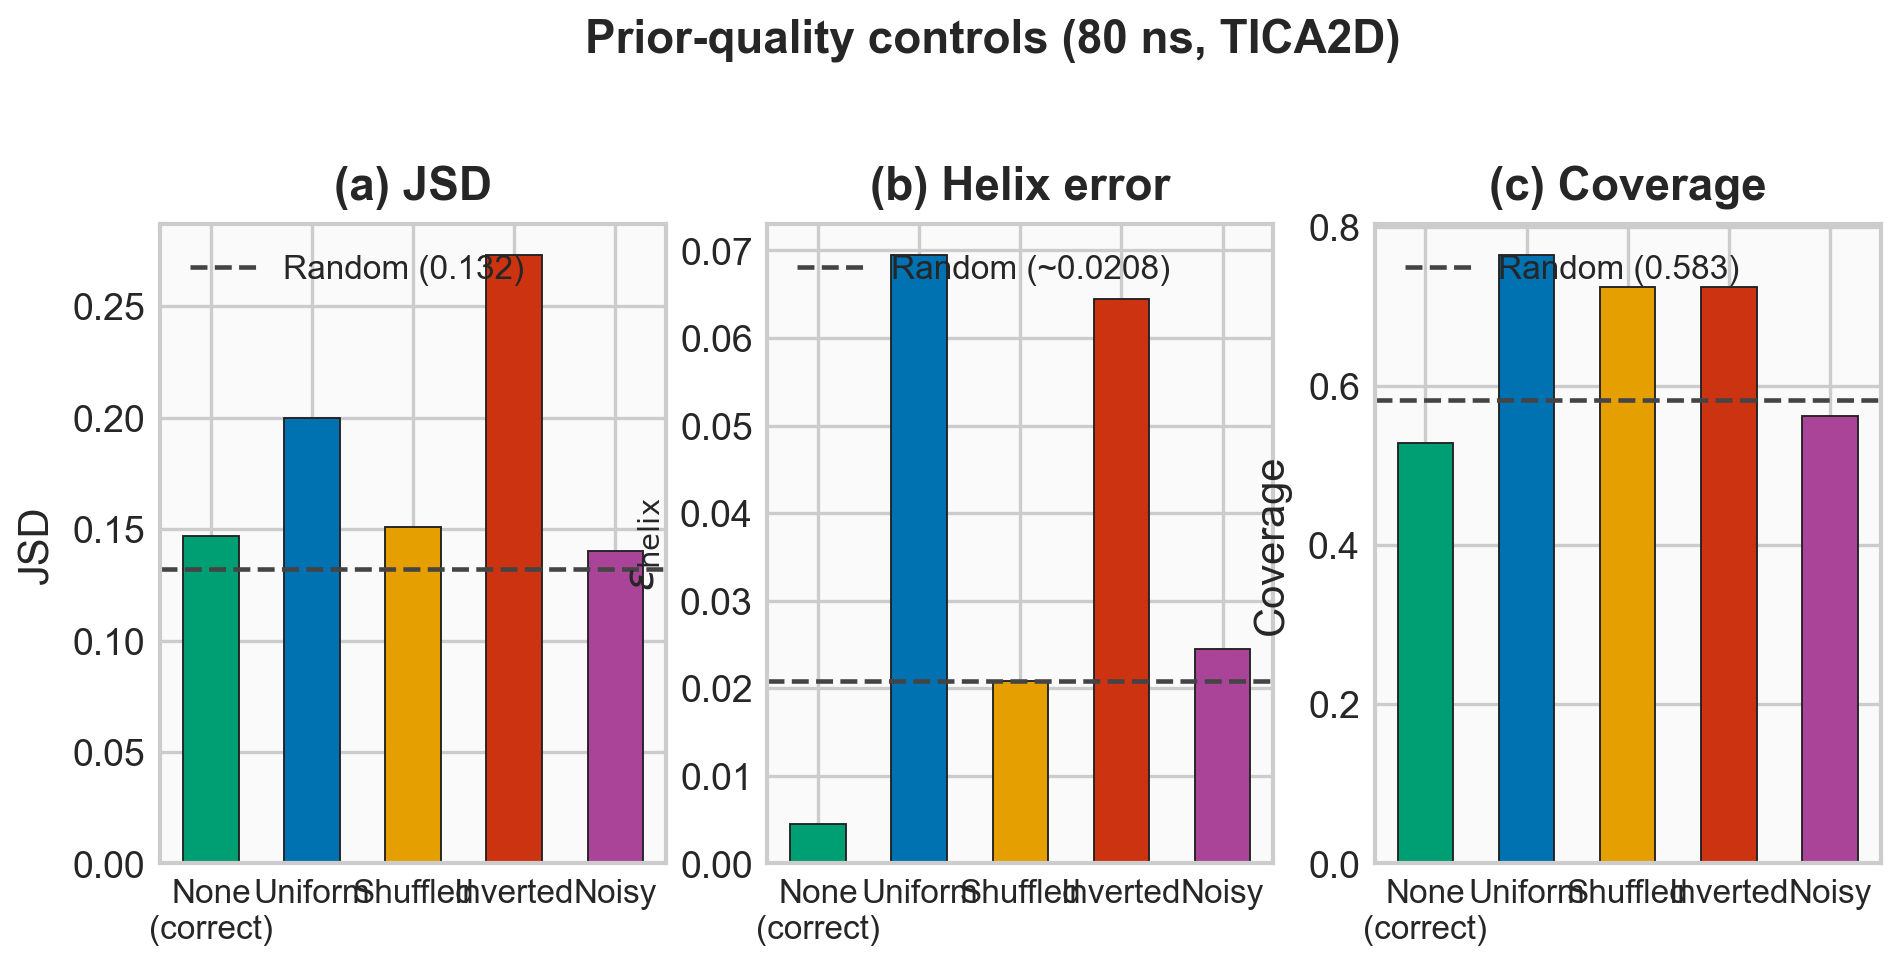 Prior-quality controls (80 ns, TICA2D)
(a) JSD
JSD
0.25
0.20
0.15
0.10
0.05
0.00
Random (0.132)
None
(correct)
Uniform
Shuffled
Inverted
Noisy
(b) Helix error
εhelix
0.07
0.06
0.05
0.04
0.03
0.02
0.01
0.00
Random (~0.0208)
None
(correct)
Uniform
Shuffled
Inverted
Noisy
(c) Coverage
Coverage
0.8
0.6
0.4
0.2
0.0
Random (0.583)
None
(correct)
Uniform
Shuffled
Inverted
Noisy